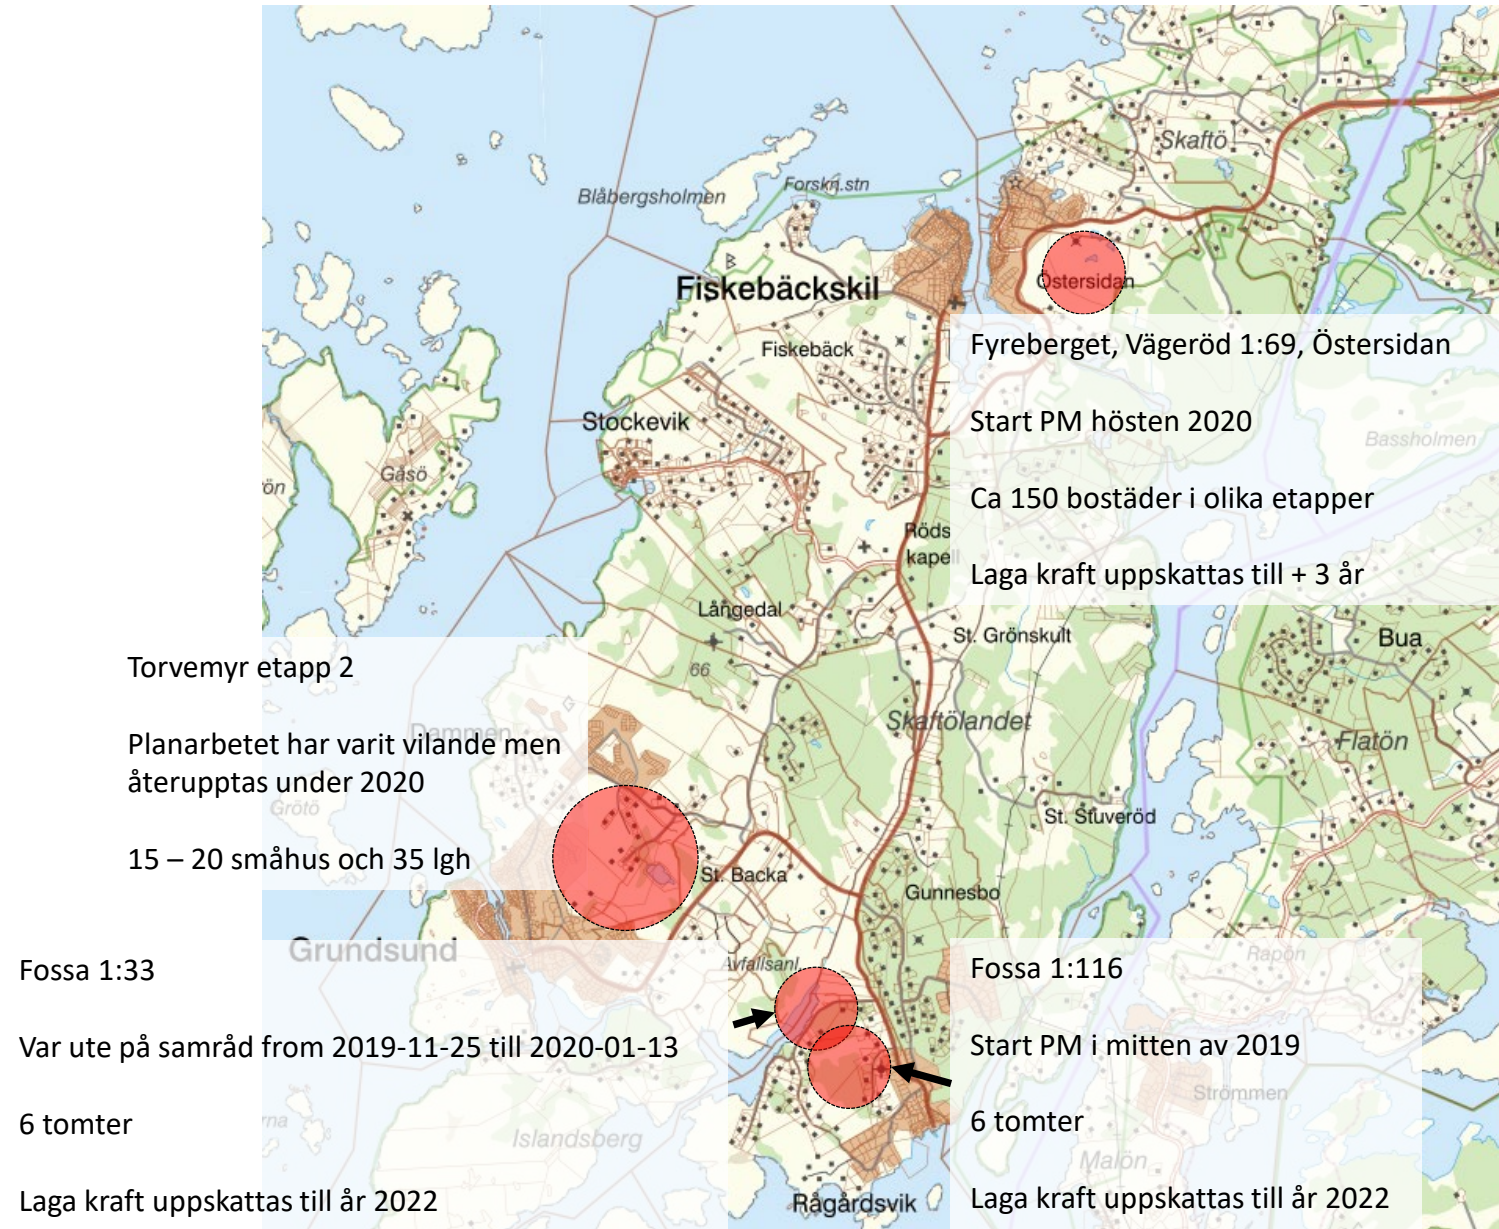 Skaftö
Forskn.stn
Blåbergsholmen
Östersidan
Fiskebäckskil
Fyreberget, Vägeröd 1:69, Östersidan
Fiskebäck
Start PM hösten 2020
Stockevik
Bassholmen
Gåsö
ön
Ca 150 bostäder i olika etapper
Röds
kapell
Laga kraft uppskattas till + 3 år
Långedal
St. Grönskult
Bua
66
Torvemyr etapp 2
Skaftölandet
Dammen
Flatön
Planarbetet har varit vilande men
återupptas under 2020
Grötö
St. Stuveröd
15 – 20 småhus och 35 lgh
St. Backa
Gunnesbo
Grundsund
Avfallsanl.
Rapön
Fossa 1:33
Fossa 1:116
Var ute på samråd from 2019-11-25 till 2020-01-13
Start PM i mitten av 2019
Strömmen
6 tomter
rna
Islandsberg
6 tomter
Malön
Laga kraft uppskattas till år 2022
Rågårdsvik
Laga kraft uppskattas till år 2022